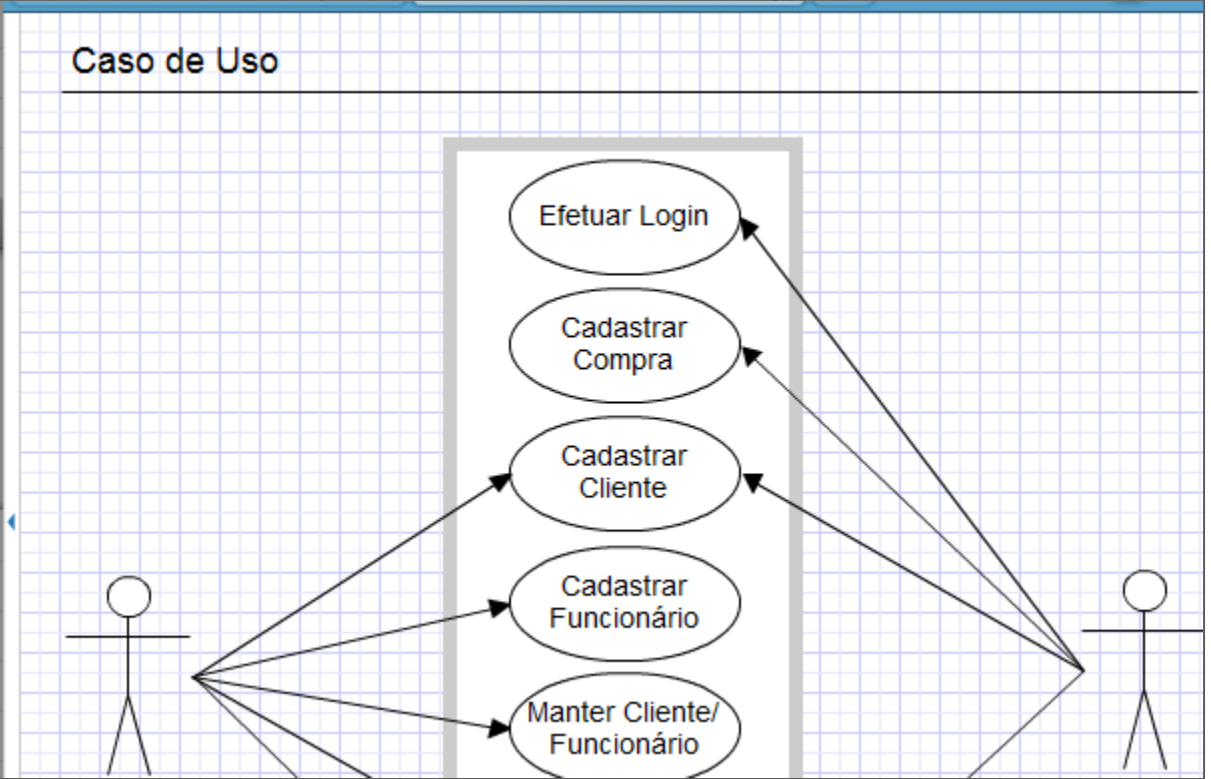 Caso de Uso
Efetuar Login
Cadastrar
Compra
Cadastrar
Cliente
Cadastrar
Funcionário
Manter Cliente/
Funcionário